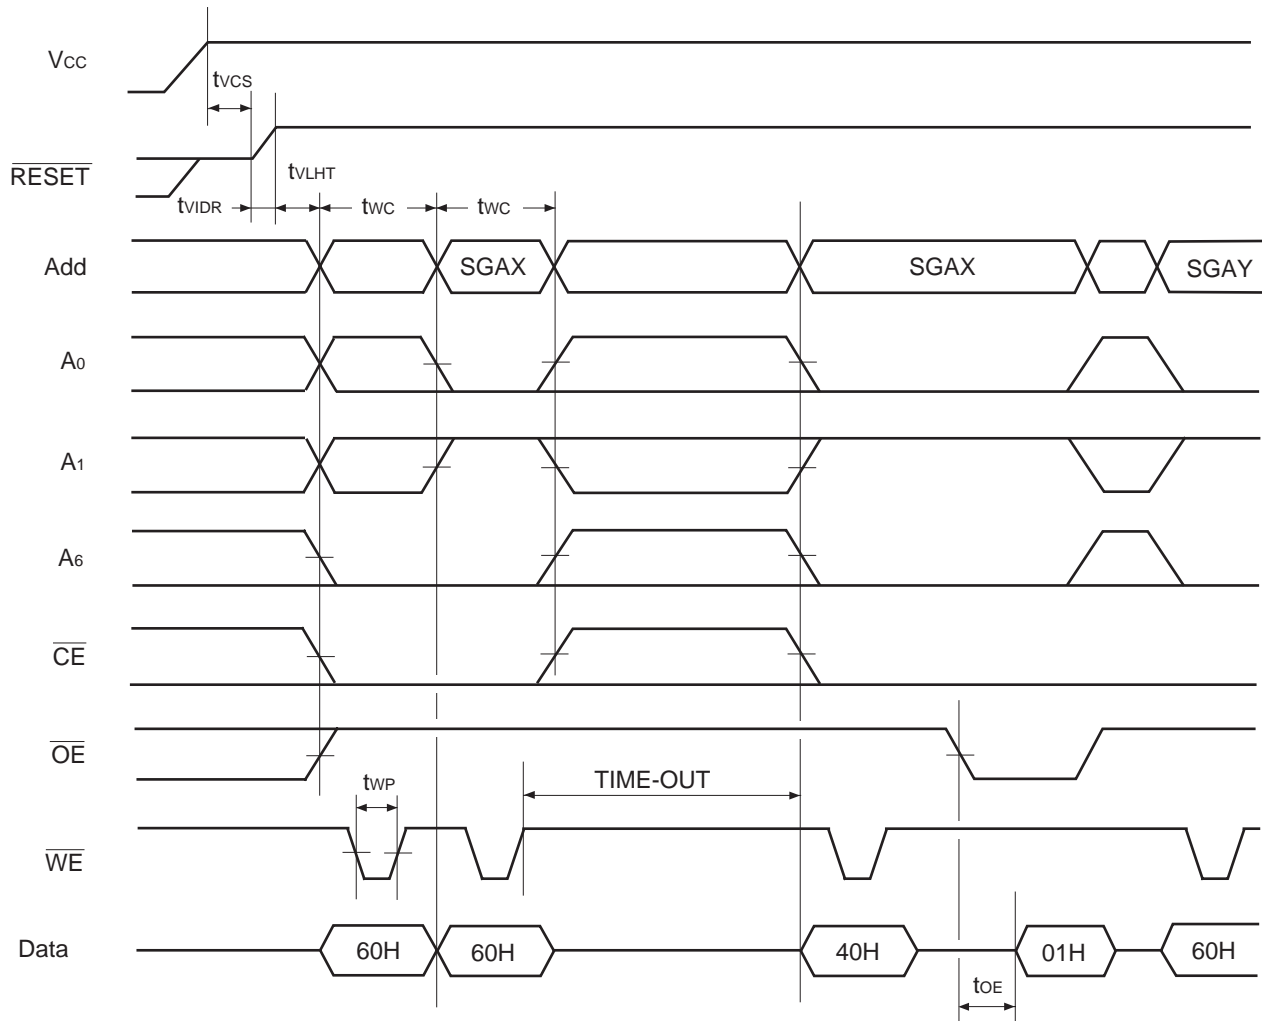 VCC
tVCS
RESET
tVLHT
tVIDR
tWC
tWC
Add
SGAX
SGAX
SGAY
A0
A1
A6
CE
OE
tWP
TIME-OUT
WE
Data
60H
60H
40H
01H
60H
tOE